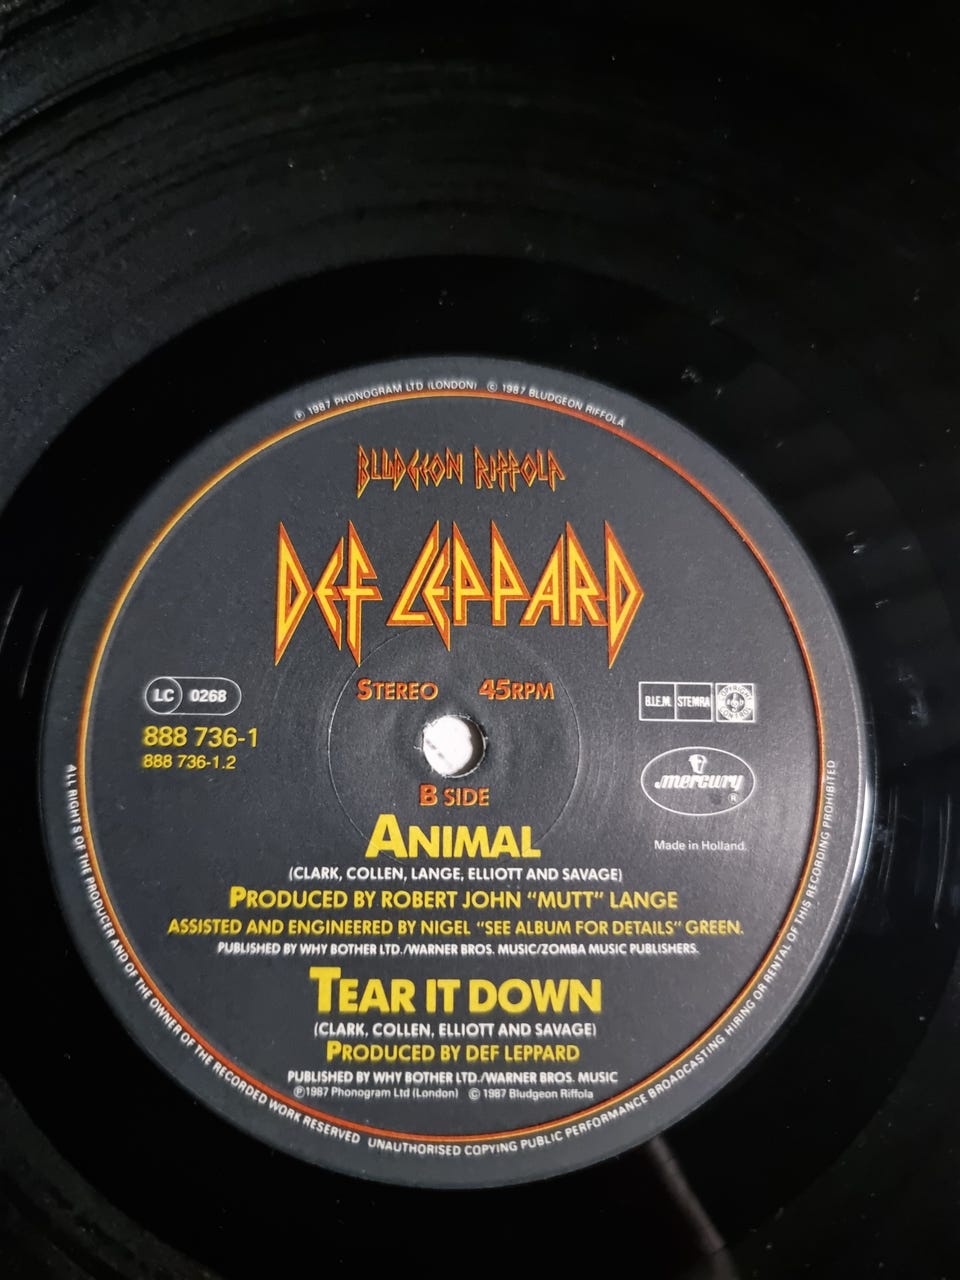 ℗ 1987 PHONOGRAM LTD (LONDON) © 1987 BLUDGEON RIFFOLA
BLUDGEON RIFFOLA
DEF LEPPARD
STEREO 45RPM
LC 0268
B.I.E.M. STEMRA
888 736-1
888 736-1.2
mercury ®
B SIDE
Made in Holland.
ANIMAL
(CLARK, COLLEN, LANGE, ELLIOTT AND SAVAGE)
PRODUCED BY ROBERT JOHN "MUTT" LANGE
ASSISTED AND ENGINEERED BY NIGEL "SEE ALBUM FOR DETAILS" GREEN.
PUBLISHED BY WHY BOTHER LTD./WARNER BROS. MUSIC/ZOMBA MUSIC PUBLISHERS.
TEAR IT DOWN
(CLARK, COLLEN, ELLIOTT AND SAVAGE)
PRODUCED BY DEF LEPPARD
PUBLISHED BY WHY BOTHER LTD./WARNER BROS. MUSIC
℗1987 Phonogram Ltd (London) © 1987 Bludgeon Riffola
ALL RIGHTS OF THE PRODUCER AND OF THE OWNER OF THE RECORDED WORK RESERVED UNAUTHORISED COPYING PUBLIC PERFORMANCE BROADCASTING HIRING OR RENTAL OF THIS RECORDING PROHIBITED